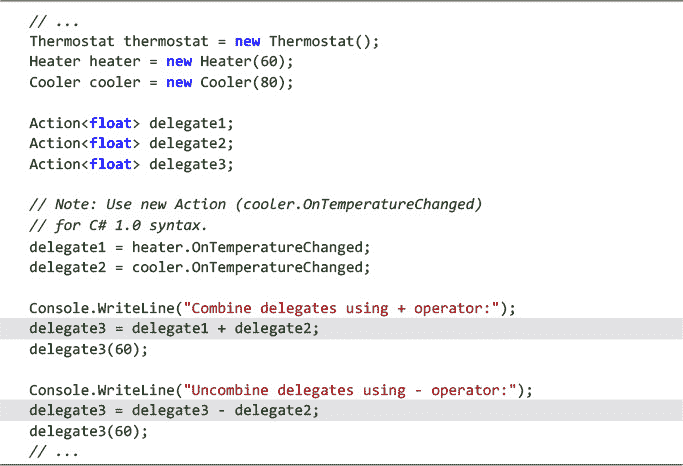 // ...
Thermostat thermostat = new Thermostat();
Heater heater = new Heater(60);
Cooler cooler = new Cooler(80);
Action<float> delegate1;
Action<float> delegate2;
Action<float> delegate3;
// Note: Use new Action (cooler.OnTemperatureChanged)
// for C# 1.0 syntax.
delegate1 = heater.OnTemperatureChanged;
delegate2 = cooler.OnTemperatureChanged;
Console.WriteLine("Combine delegates using + operator:");
delegate3 = delegate1 + delegate2;
delegate3(60);
Console.WriteLine("Uncombine delegates using - operator:");
delegate3 = delegate3 - delegate2;
delegate3(60);
// ...